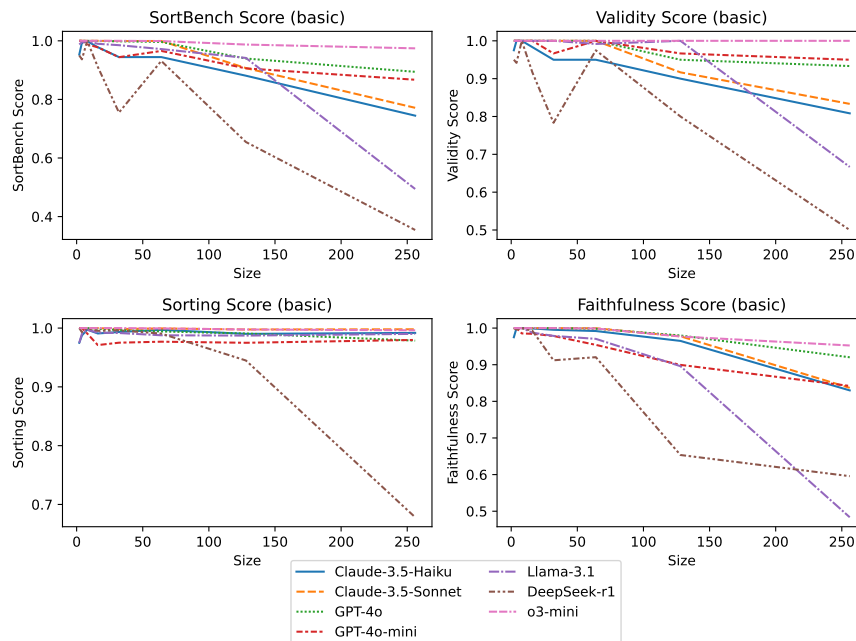 SortBench Score (basic)
Validity Score (basic)
SortBench Score
1.0
0.8
0.6
0.4
0 50 100 150 200 250
Size
Validity Score
1.0
0.9
0.8
0.7
0.6
0.5
0 50 100 150 200 250
Size
Sorting Score (basic)
Faithfulness Score (basic)
Sorting Score
1.0
0.9
0.8
0.7
0 50 100 150 200 250
Size
Faithfulness Score
1.0
0.9
0.8
0.7
0.6
0.5
0 50 100 150 200 250
Size
Claude-3.5-Haiku
Claude-3.5-Sonnet
GPT-4o
GPT-4o-mini
Llama-3.1
DeepSeek-r1
o3-mini